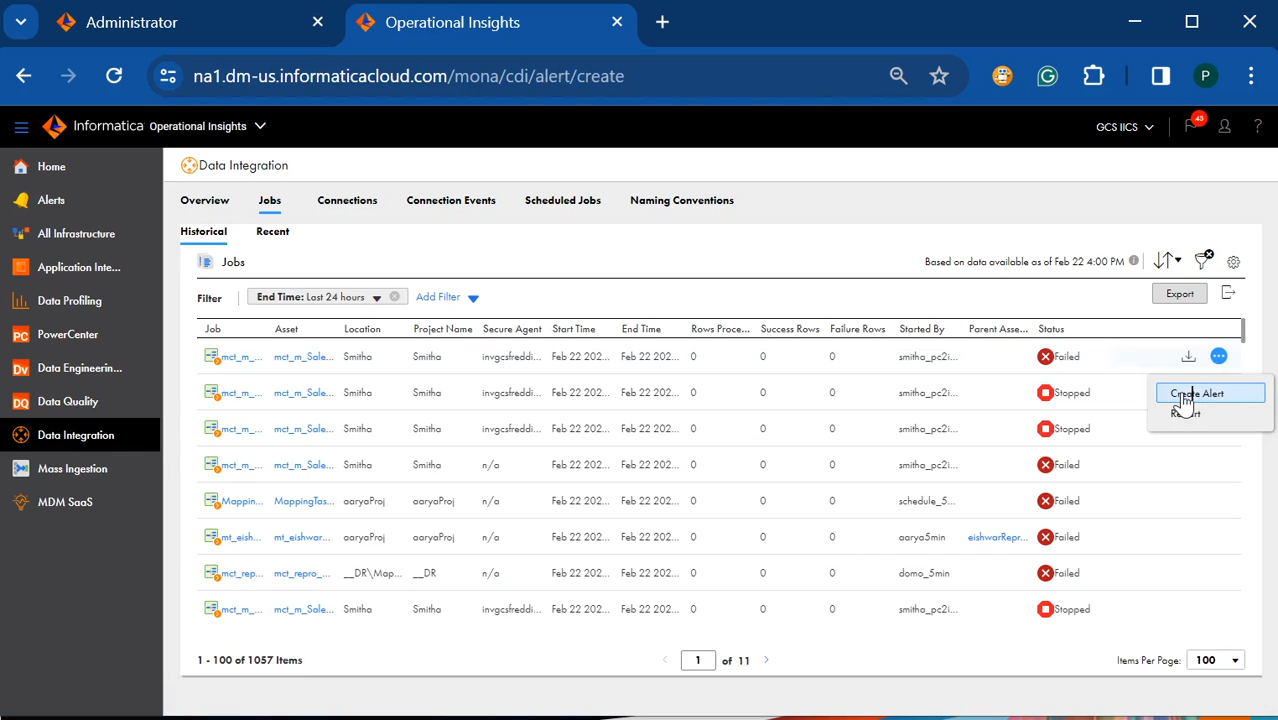 Administrator
Operational Insights
na1.dm-us.informaticacloud.com/mona/cdi/alert/create
P
Informatica Operational Insights
GCS IICS
43
?
Home
Alerts
All Infrastructure
Application Inte...
Data Profiling
PC PowerCenter
Dv Data Engineerin...
DQ Data Quality
Data Integration
Mass Ingestion
MDM SaaS
Data Integration
Overview Jobs Connections Connection Events Scheduled Jobs Naming Conventions
Historical Recent
Jobs
Based on data available as of Feb 22 4:00 PM
Filter End Time: Last 24 hours Add Filter
Export
Job Asset Location Project Name Secure Agent Start Time End Time Rows Proce... Success Rows Failure Rows Started By Parent Asse... Status
mct_m_... mct_m_Sale... Smitha Smitha invgcsfreddi... Feb 22 202... Feb 22 202... 0 0 0 smitha_pc2i... Failed
mct_m_... mct_m_Sale... Smitha Smitha invgcsfreddi... Feb 22 202... Feb 22 202... 0 0 0 smitha_pc2i... Stopped
mct_m_... mct_m_Sale... Smitha Smitha invgcsfreddi... Feb 22 202... Feb 22 202... 0 0 0 smitha_pc2i... Stopped
mct_m_... mct_m_Sale... Smitha Smitha n/a Feb 22 202... Feb 22 202... 0 0 0 smitha_pc2i... Failed
Mappin... MappingTas... aaryaProj aaryaProj n/a Feb 22 202... Feb 22 202... 0 0 0 schedule_5... Failed
mt_eish... mt_eishwar... aaryaProj aaryaProj n/a Feb 22 202... Feb 22 202... 0 0 0 aarya5min eishwarRepr... Failed
mct_rep... mct_repro_... __DR\Map... __DR n/a Feb 22 202... Feb 22 202... 0 0 0 domo_5min Failed
mct_m_... mct_m_Sale... Smitha Smitha invgcsfreddi... Feb 22 202... Feb 22 202... 0 0 0 smitha_pc2i... Stopped
Create Alert
1 - 100 of 1057 Items
1 of 11
Items Per Page: 100